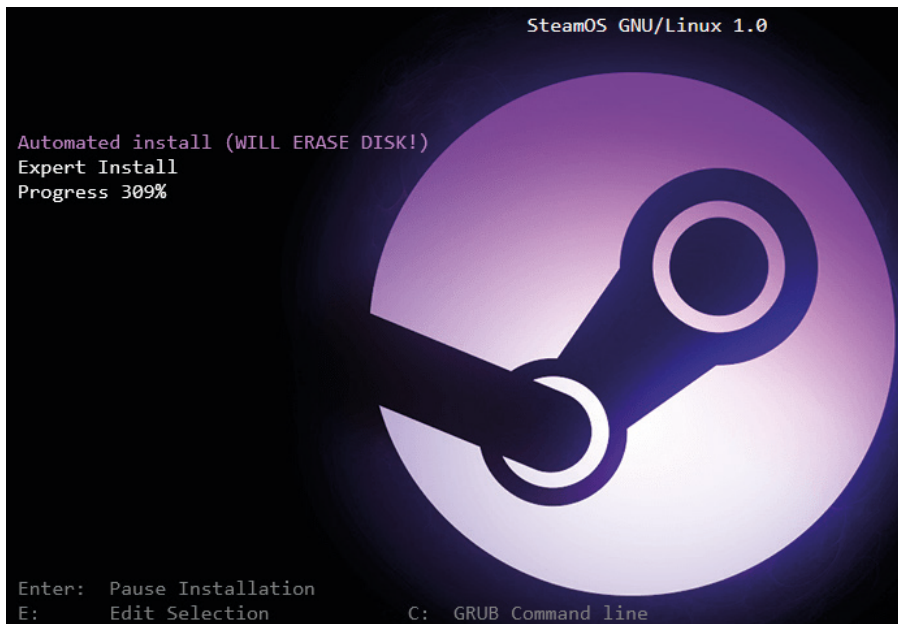 SteamOS GNU/Linux 1.0
Automated install (WILL ERASE DISK!)
Expert Install
Progress 309%
Enter: Pause Installation
E: Edit Selection C: GRUB Command line